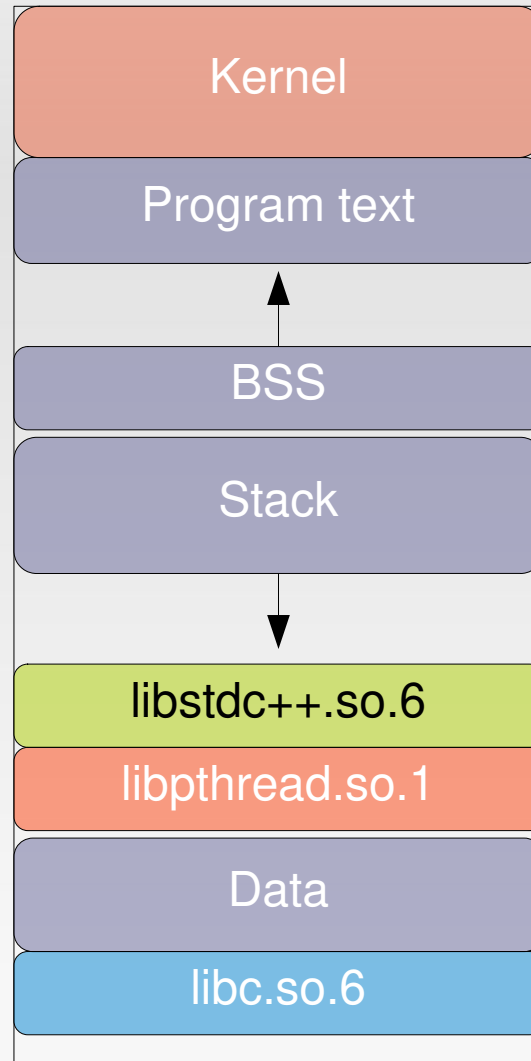 Kernel
Program text
BSS
Stack
libstdc++.so.6
libpthread.so.1
Data
libc.so.6